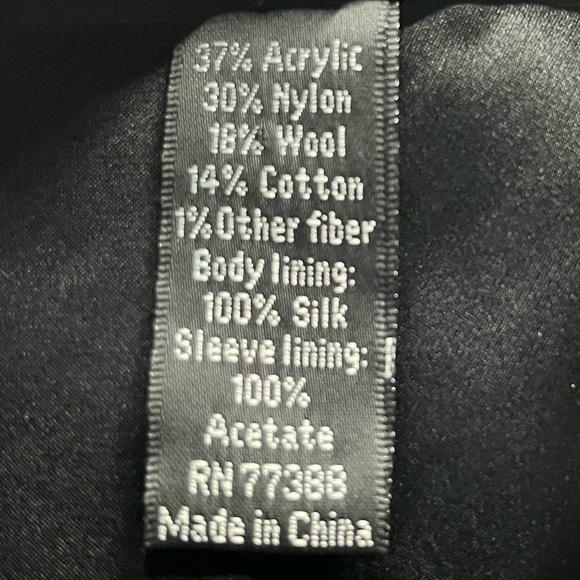 37% Acrylic
30% Nylon
18% Wool
14% Cotton
1% Other fiber
Body lining:
100% Silk
Sleeve lining:
100%
Acetate
RN 77388
Made in China